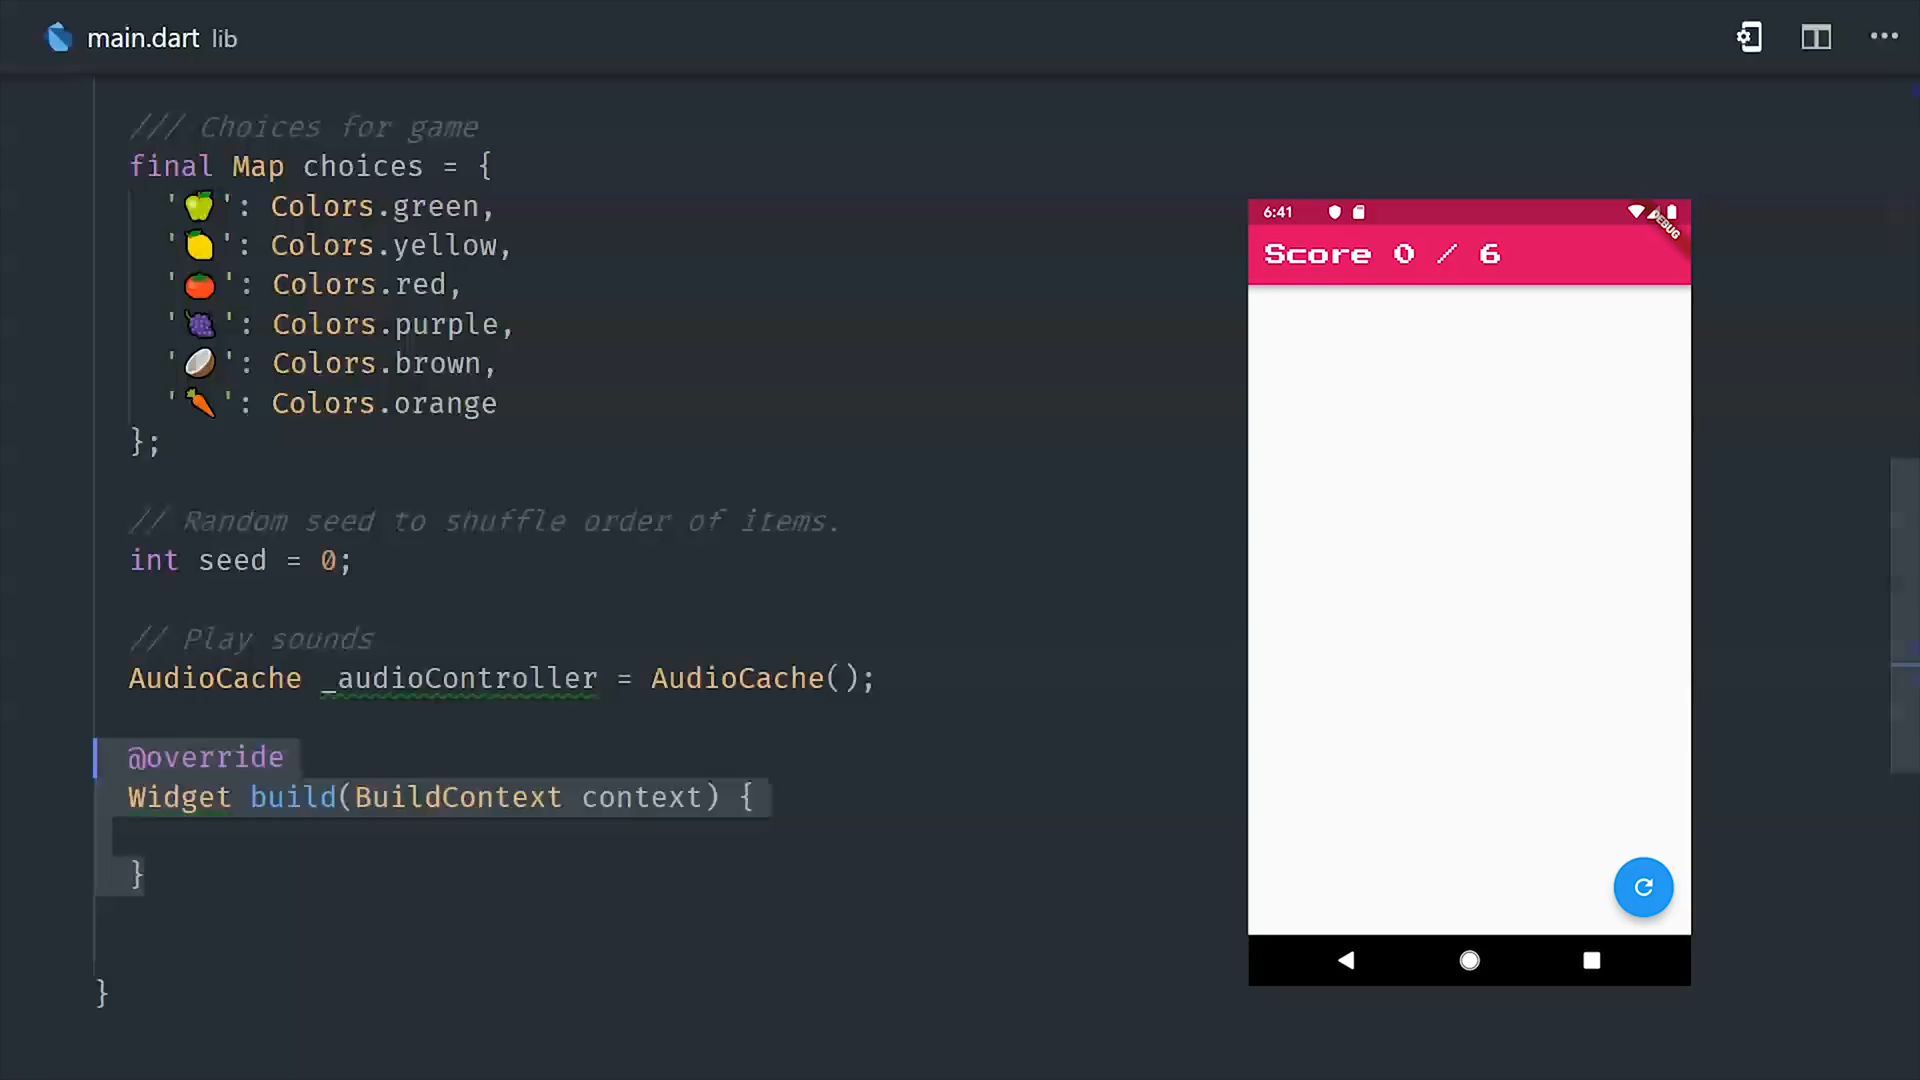 main.dart lib
/// Choices for game
final Map choices = {
'🍏': Colors.green,
'🍋': Colors.yellow,
'🍅': Colors.red,
'🍇': Colors.purple,
'🥥': Colors.brown,
'🥕': Colors.orange
};
// Random seed to shuffle order of items.
int seed = 0;
// Play sounds
AudioCache _audioController = AudioCache();
@override
Widget build(BuildContext context) {
}
}
6:41
DEBUG
Score 0 / 6